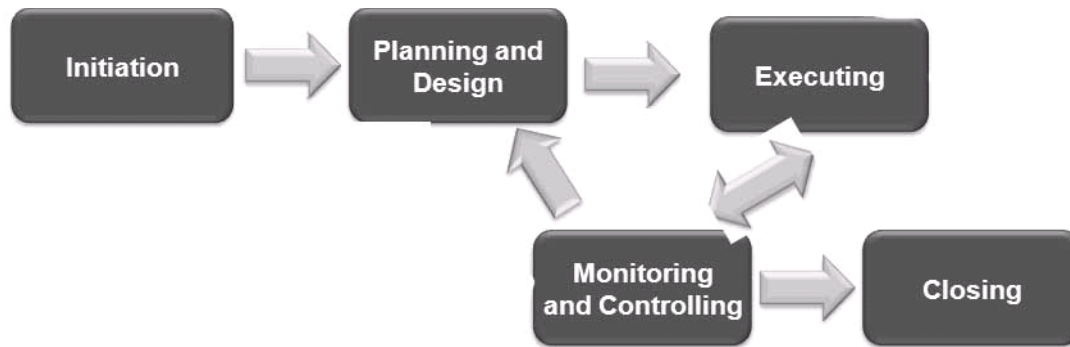 Initiation
Planning and
Design
Executing
Monitoring
and Controlling
Closing